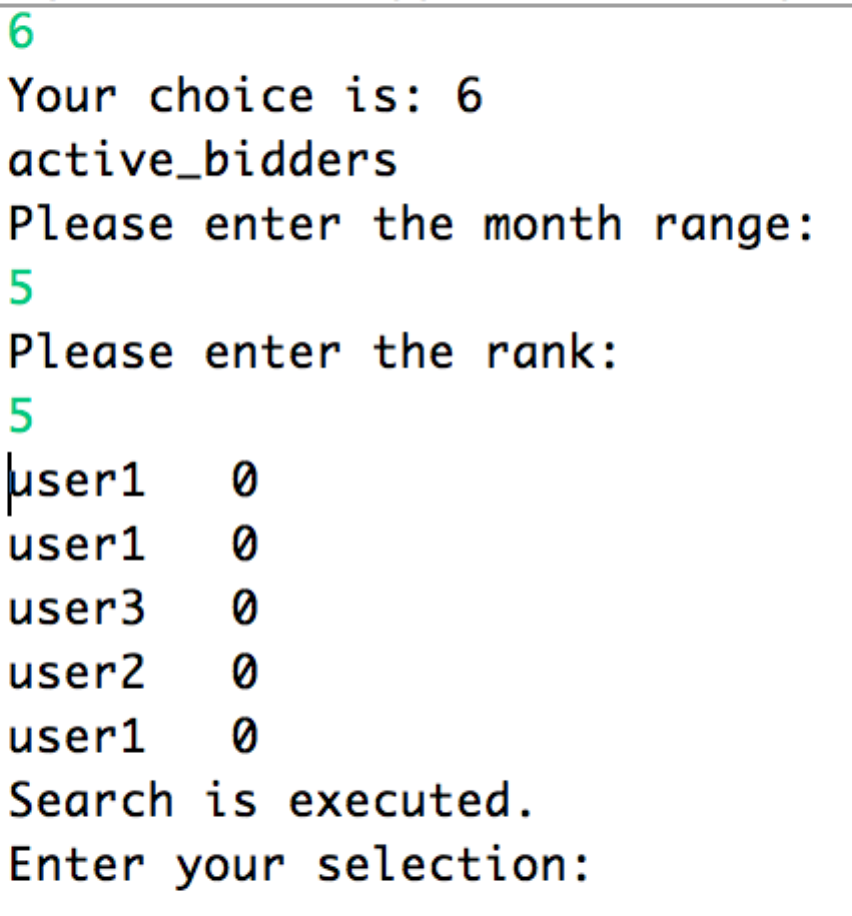 6
Your choice is: 6
active_bidders
Please enter the month range:
5
Please enter the rank:
5
user1   0
user1   0
user3   0
user2   0
user1   0
Search is executed.
Enter your selection: